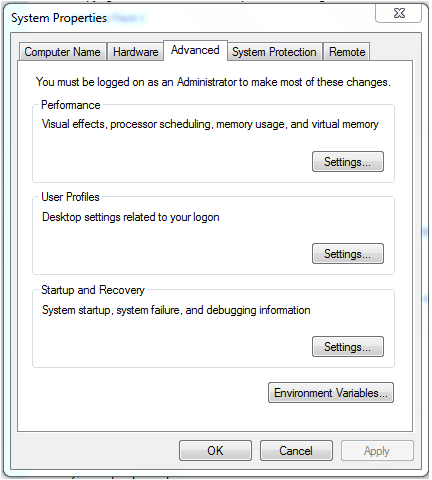 System Properties
Computer Name
Hardware
Advanced
System Protection
Remote
You must be logged on as an Administrator to make most of these changes.
Performance
Visual effects, processor scheduling, memory usage, and virtual memory
Settings...
User Profiles
Desktop settings related to your logon
Settings...
Startup and Recovery
System startup, system failure, and debugging information
Settings...
Environment Variables...
OK
Cancel
Apply